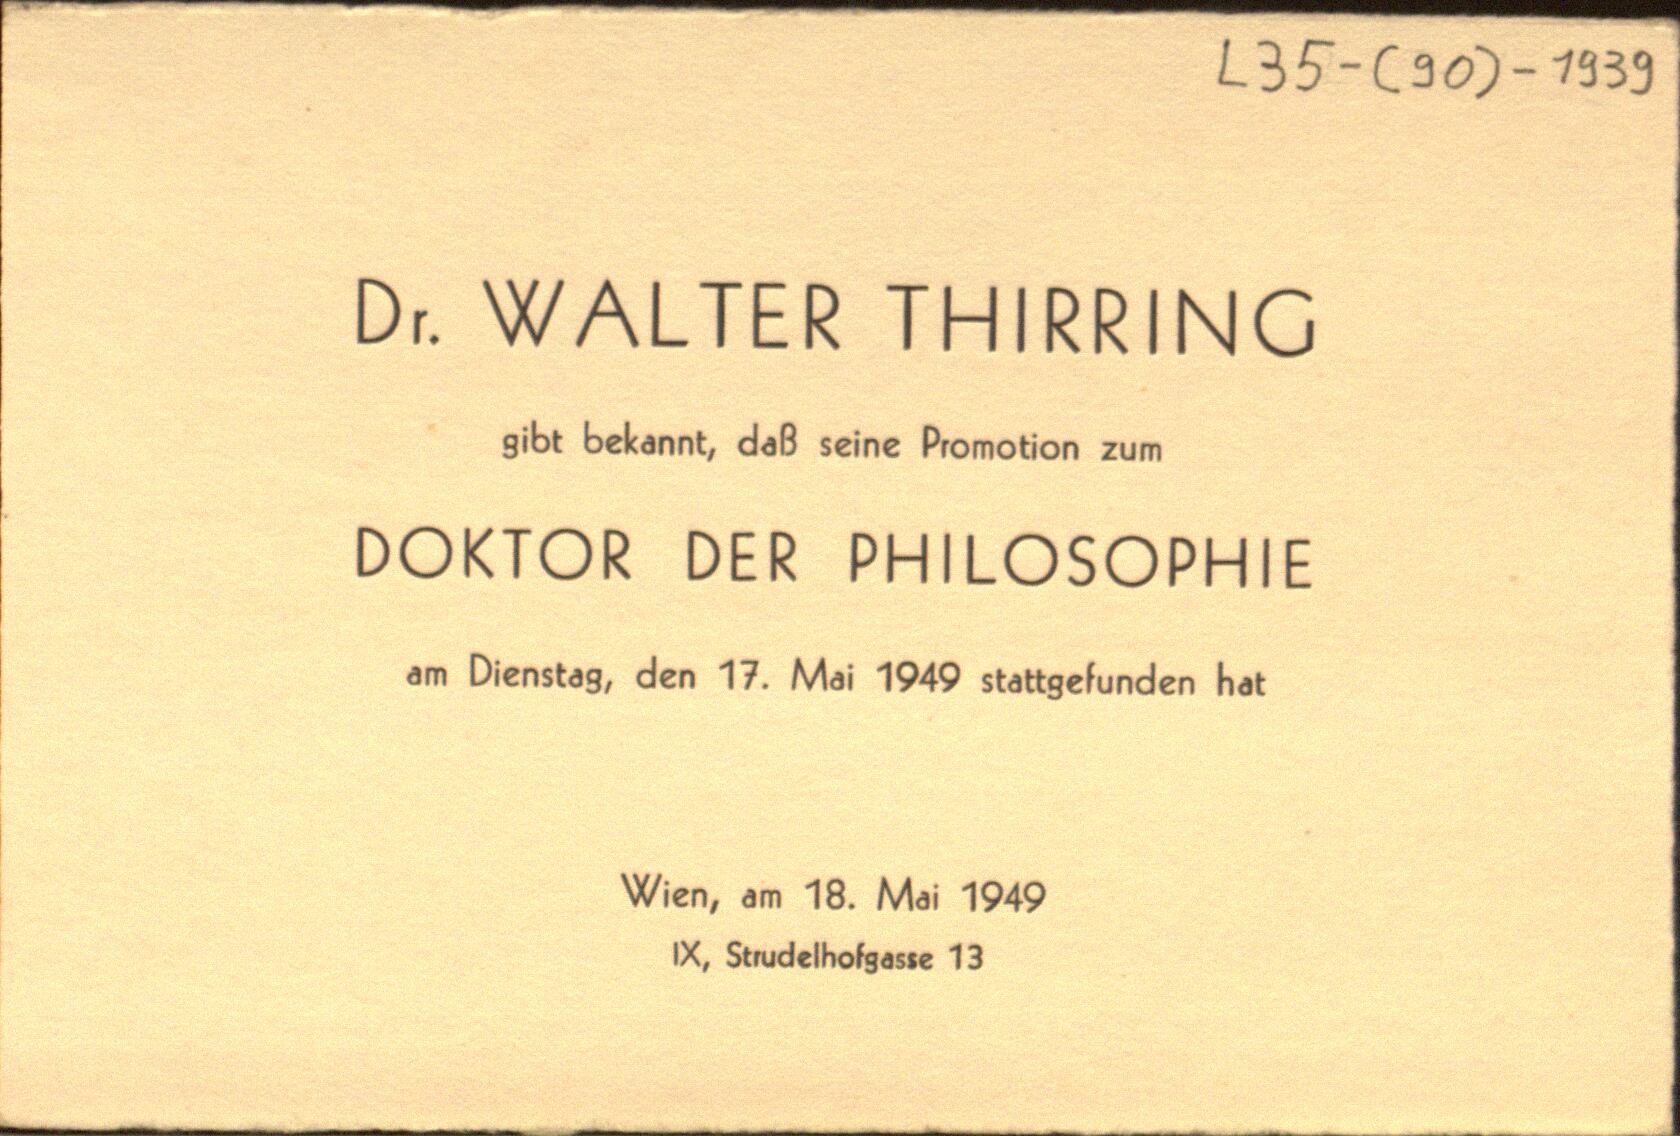 L35-(90)-1939
Dr. WALTER THIRRING
gibt bekannt, daß seine Promotion zum
DOKTOR DER PHILOSOPHIE
am Dienstag, den 17. Mai 1949 stattgefunden hat
Wien, am 18. Mai 1949
IX, Strudelhofgasse 13